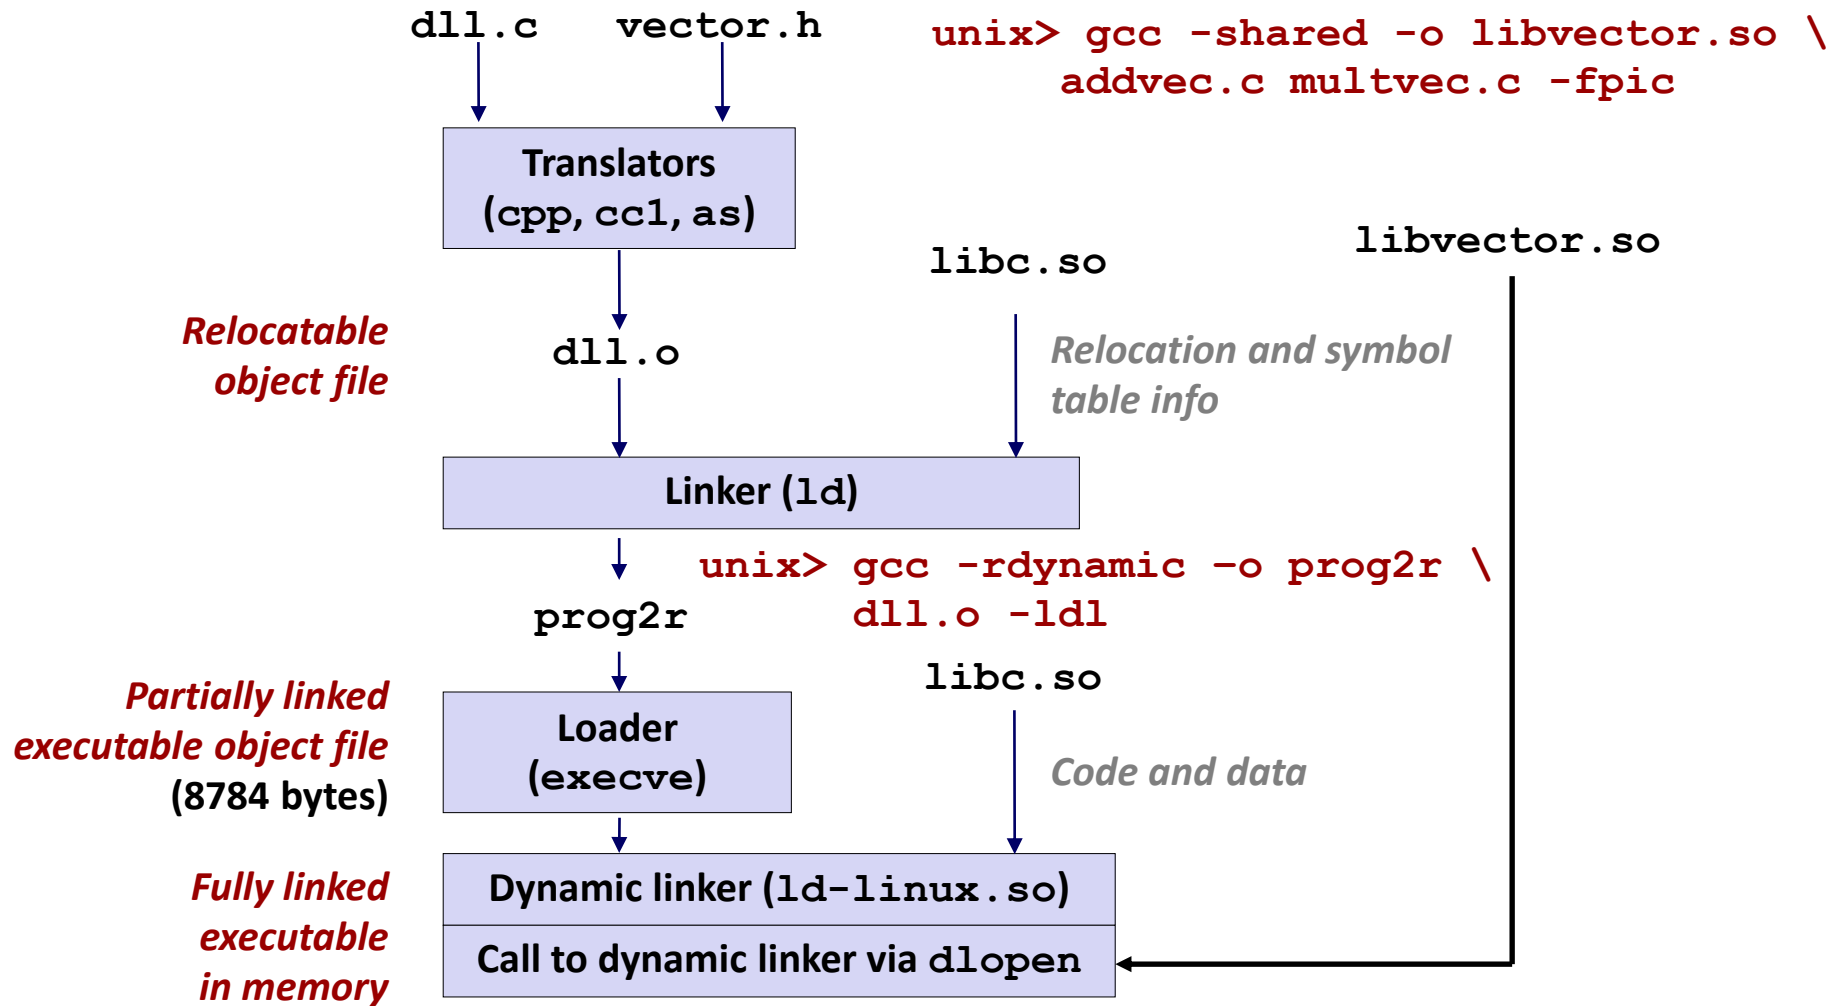 dll.c vector.h
unix> gcc -shared -o libvector.so \
addvec.c multvec.c -fpic
Translators
(cpp, cc1, as)
libc.so
libvector.so
Relocatable
object file
dll.o
Relocation and symbol
table info
Linker (ld)
unix> gcc -rdynamic –o prog2r \
dll.o -ldl
prog2r
libc.so
Partially linked
executable object file
(8784 bytes)
Loader
(execve)
Code and data
Fully linked
executable
in memory
Dynamic linker (ld-linux.so)
Call to dynamic linker via dlopen